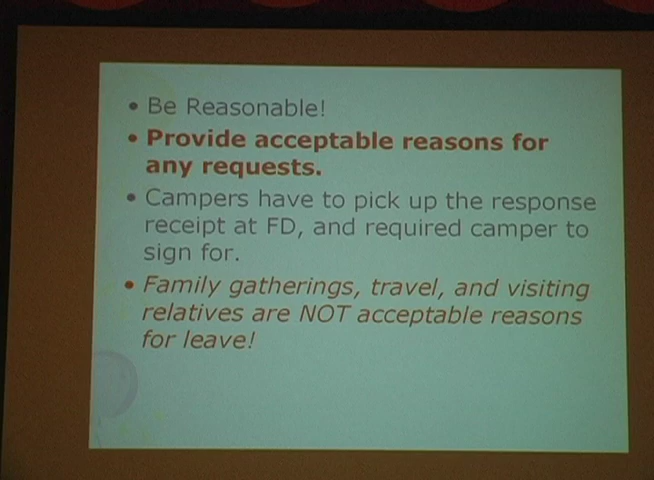 • Be Reasonable!
• Provide acceptable reasons for
any requests.
• Campers have to pick up the response
receipt at FD, and required camper to
sign for.
• Family gatherings, travel, and visiting
relatives are NOT acceptable reasons
for leave!